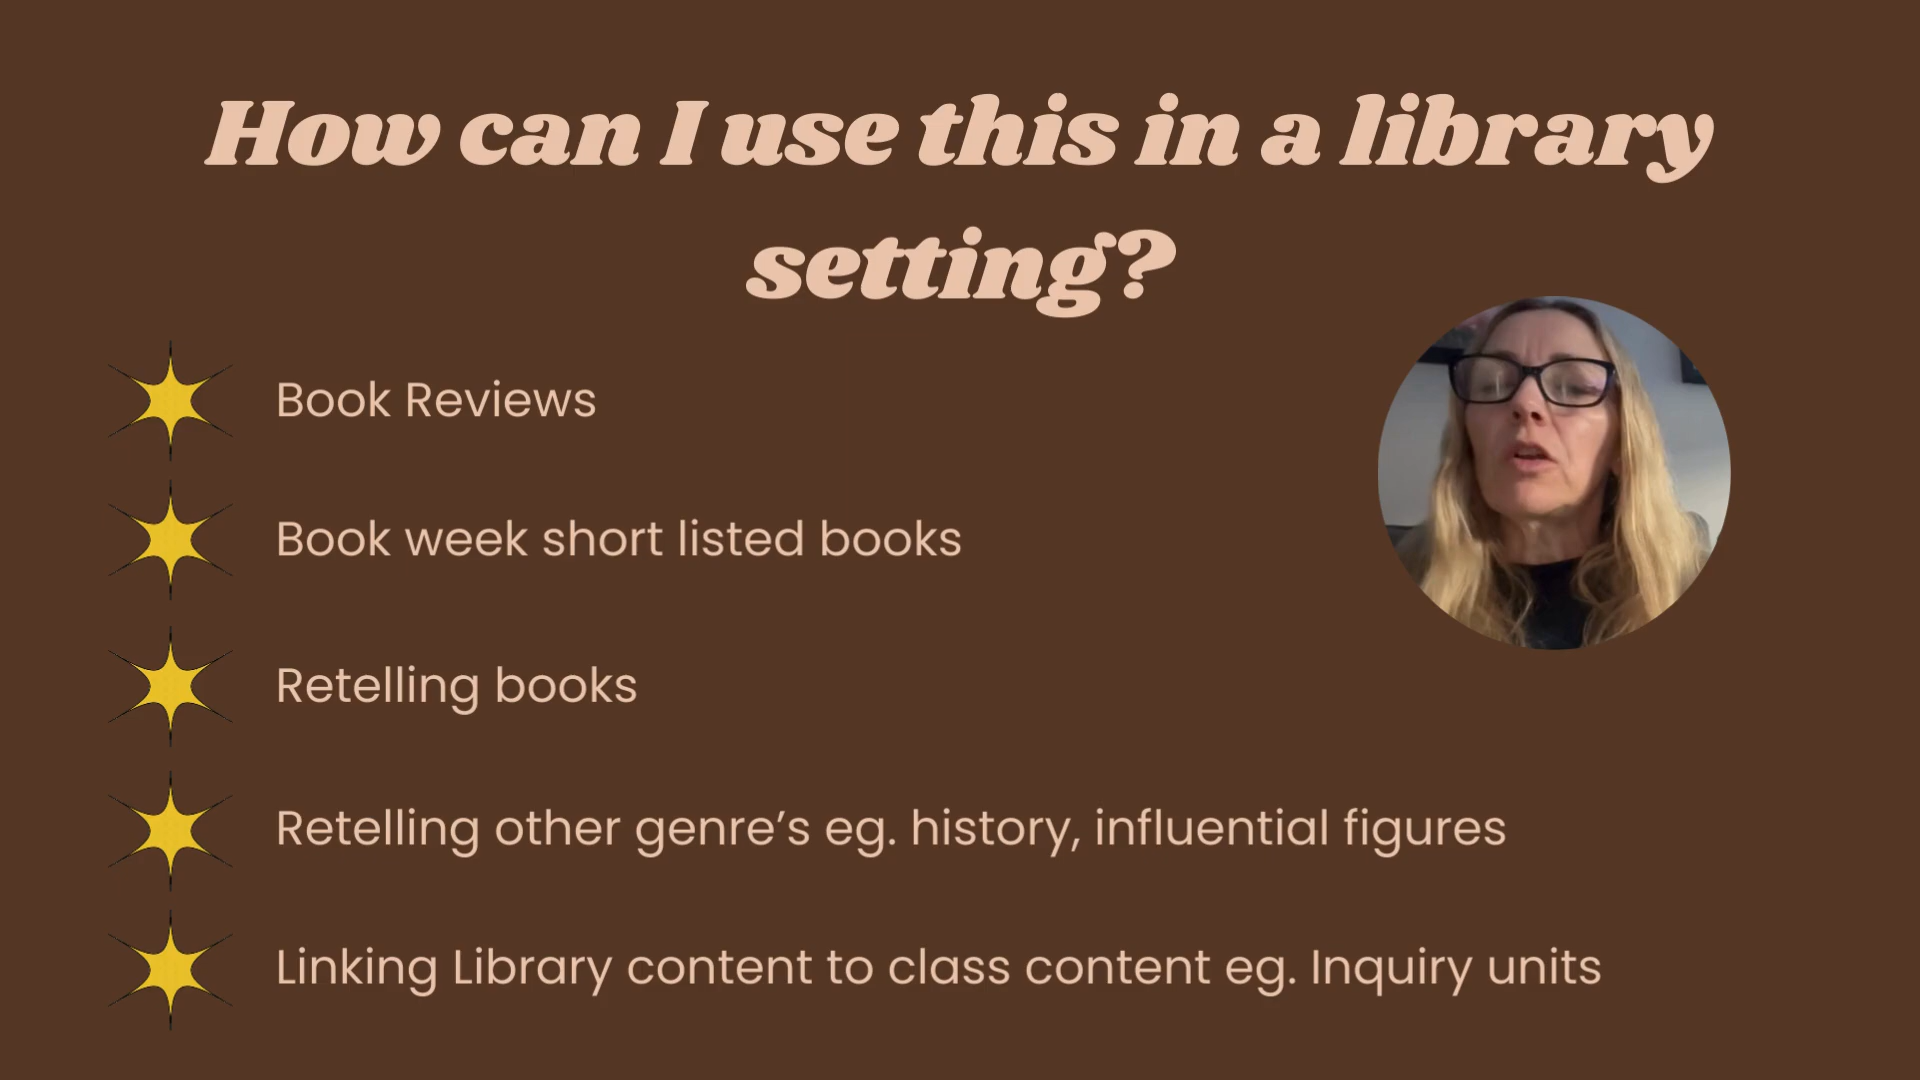 How can I use this in a library
setting?
Book Reviews
Book week short listed books
Retelling books
Retelling other genre’s eg. history, influential figures
Linking Library content to class content eg. Inquiry units